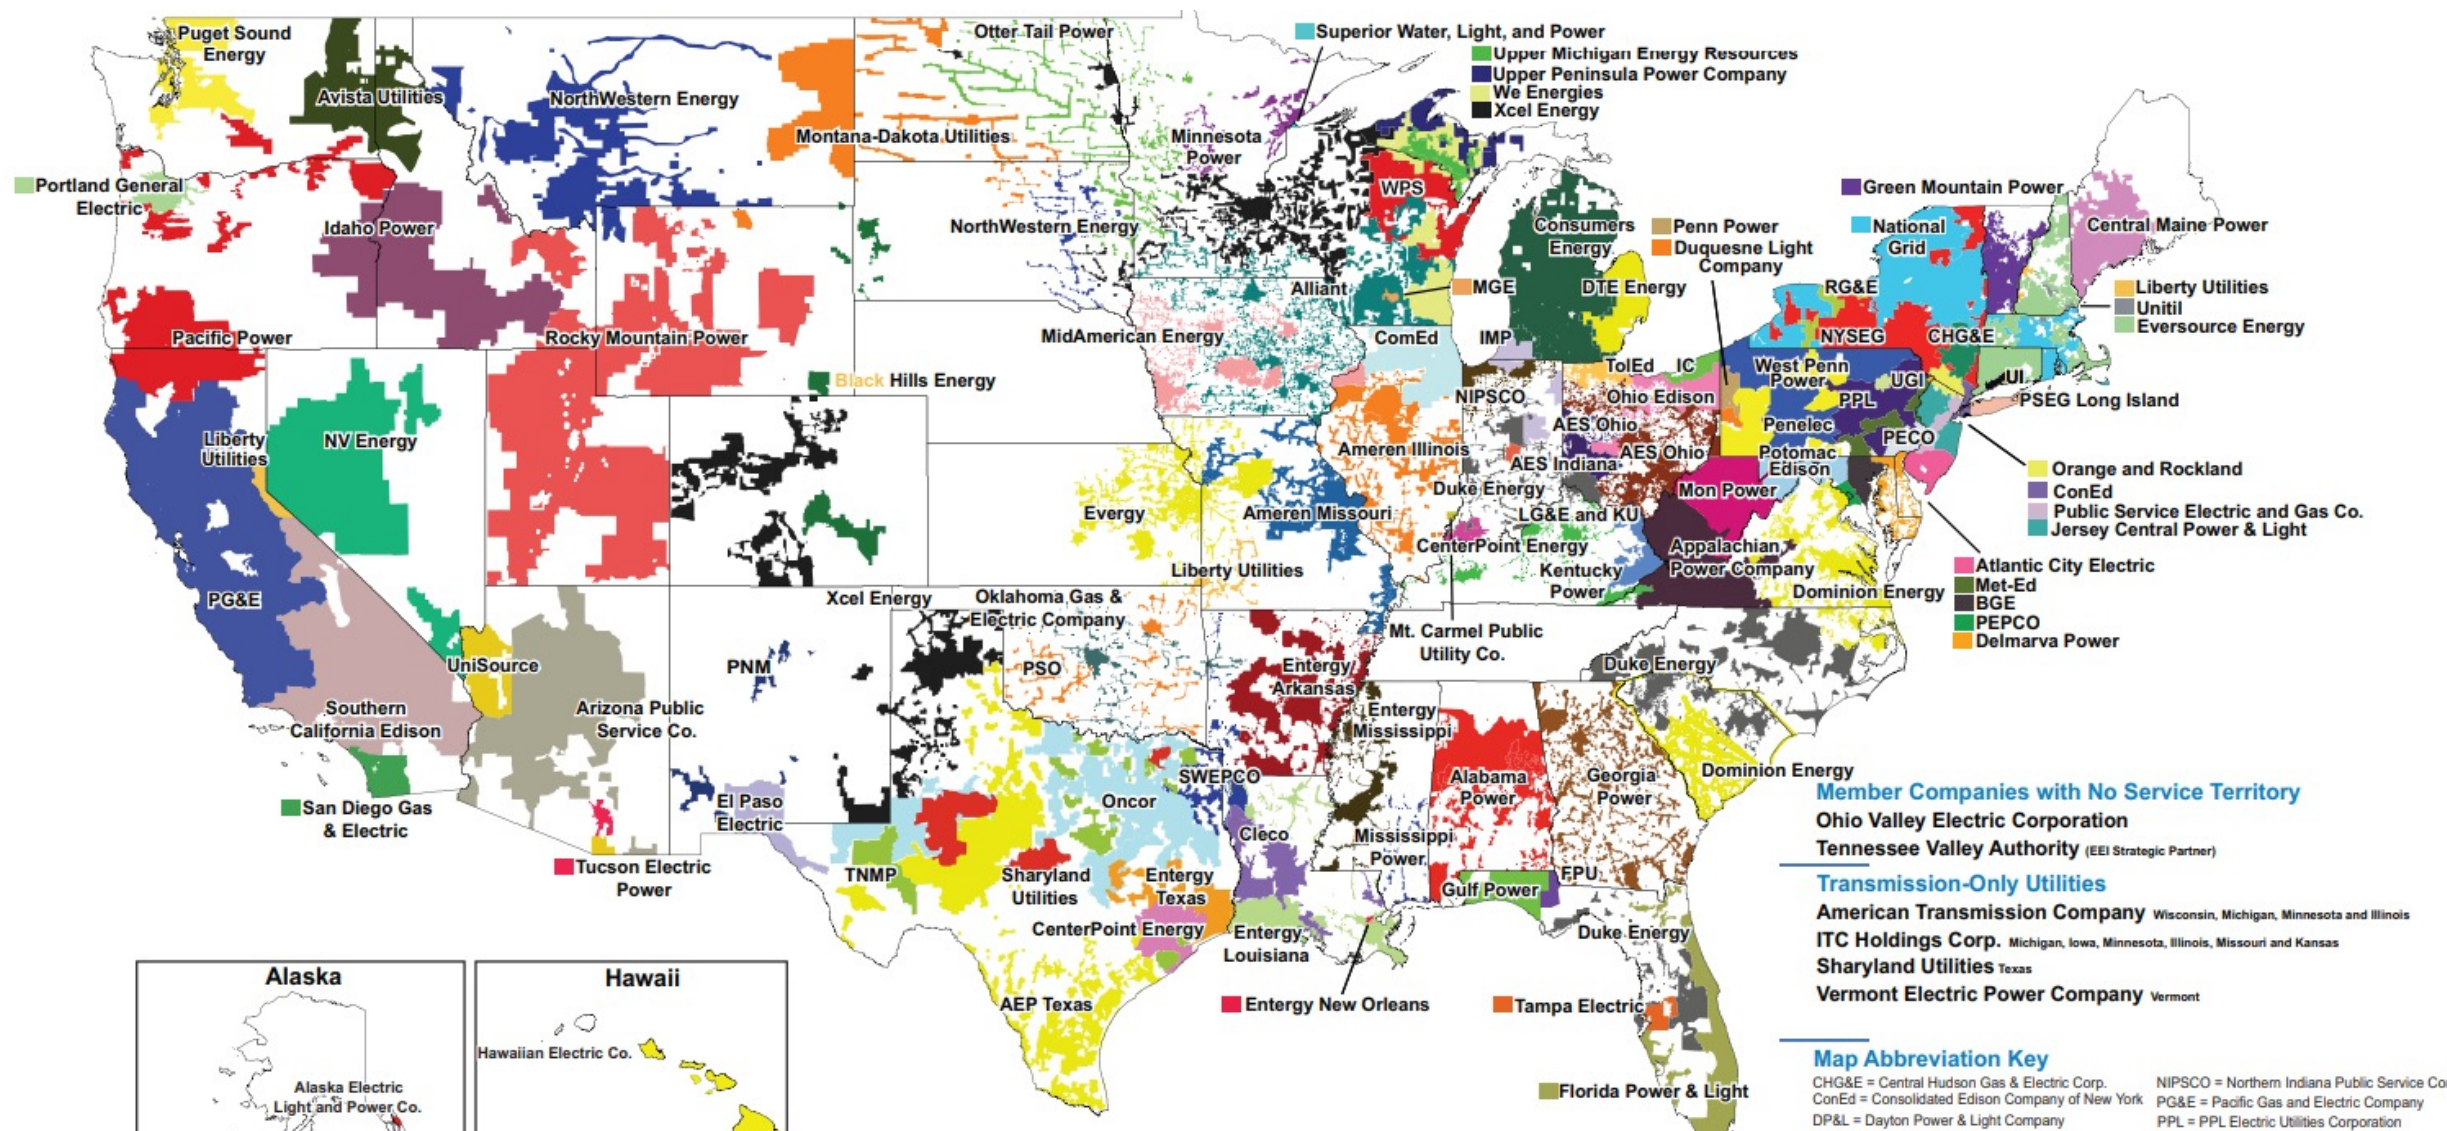 Puget Sound
Energy
Avista Utilities
NorthWestern Energy
Montana-Dakota Utilities
Otter Tail Power
Minnesota
Power
Superior Water, Light, and Power
Upper Michigan Energy Resources
Upper Peninsula Power Company
We Energies
Xcel Energy
Portland General
Electric
Idaho Power
NorthWestern Energy
WPS
Consumers
Energy
Penn Power
Duquesne Light
Company
Green Mountain Power
National
Grid
Central Maine Power
Pacific Power
Rocky Mountain Power
MidAmerican Energy
Alliant
MGE
DTE Energy
ComEd
IMP
RG&E
NYSEG
CHG&E
Liberty Utilities
Unitil
Eversource Energy
Black Hills Energy
NIPSCO
TolEd
IC
Ohio Edison
West Penn
Power
UGI
UI
PPL
PSEG Long Island
Liberty
Utilities
NV Energy
Evergy
Ameren Illinois
Ameren Missouri
AES Ohio
AES Indiana
AES Ohio
Duke Energy
Penelec
PECO
Potomac
Edison
Mon Power
LG&E and KU
CenterPoint Energy
Orange and Rockland
ConEd
Public Service Electric and Gas Co.
Jersey Central Power & Light
Liberty Utilities
Kentucky
Power
Appalachian
Power Company
Dominion Energy
Atlantic City Electric
Met-Ed
BGE
PEPCO
Delmarva Power
PG&E
Xcel Energy
Oklahoma Gas &
Electric Company
Mt. Carmel Public
Utility Co.
UniSource
PNM
PSO
Entergy
Arkansas
Duke Energy
Southern
California Edison
Arizona Public
Service Co.
Entergy
Mississippi
San Diego Gas
& Electric
El Paso
Electric
Oncor
SWEPCO
Alabama
Power
Georgia
Power
Dominion Energy
Tucson Electric
Power
TNMP
Sharyland
Utilities
Entergy
Texas
Cleco
Mississippi
Power
Gulf Power
FPU
CenterPoint Energy
Entergy
Louisiana
Duke Energy
AEP Texas
Entergy New Orleans
Tampa Electric
Florida Power & Light
Alaska
Alaska Electric
Light and Power Co.
Hawaii
Hawaiian Electric Co.
Member Companies with No Service Territory
Ohio Valley Electric Corporation
Tennessee Valley Authority (EEI Strategic Partner)
Transmission-Only Utilities
American Transmission Company Wisconsin, Michigan, Minnesota and Illinois
ITC Holdings Corp. Michigan, Iowa, Minnesota, Illinois, Missouri and Kansas
Sharyland Utilities Texas
Vermont Electric Power Company Vermont
Map Abbreviation Key
CHG&E = Central Hudson Gas & Electric Corp.
ConEd = Consolidated Edison Company of New York
DP&L = Dayton Power & Light Company
NIPSCO = Northern Indiana Public Service Co
PG&E = Pacific Gas and Electric Company
PPL = PPL Electric Utilities Corporation